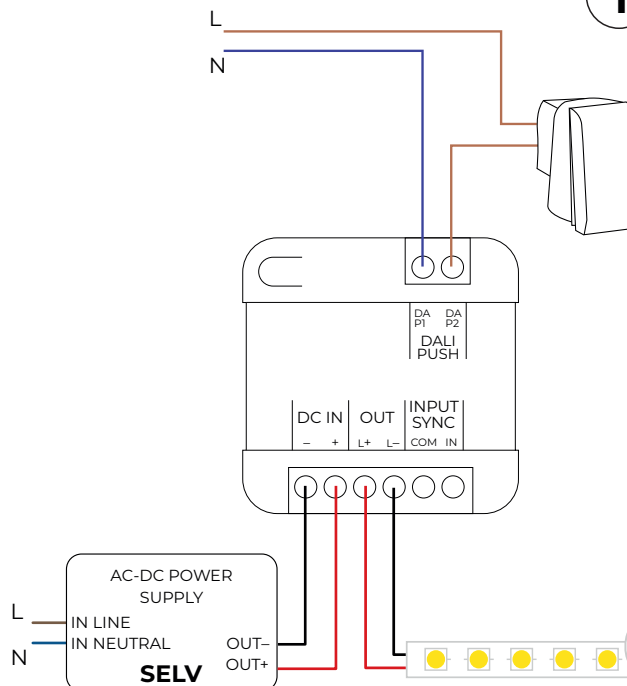 L
N
DA DA
P1 P2
DALI
PUSH
DC IN OUT INPUT
SYNC
– + L+ L– COM IN
AC-DC POWER
SUPPLY
L
IN LINE
IN NEUTRAL
N
OUT–
OUT+
SELV